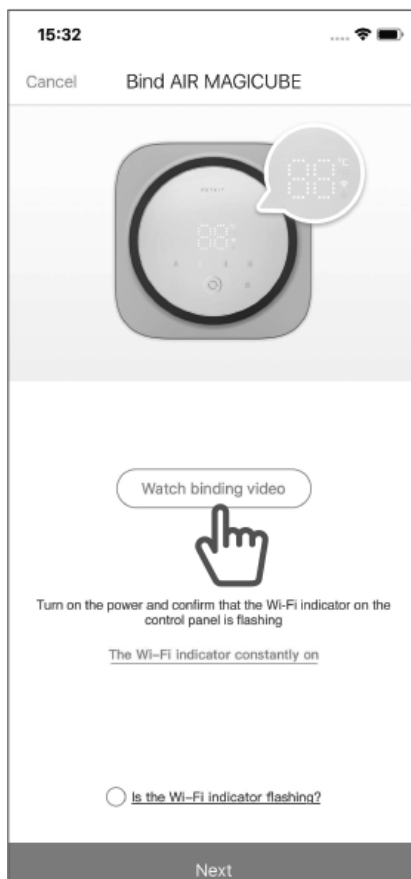 15:32
Cancel Bind AIR MAGICUBE
PETKIT
88 °C
Watch binding video
Turn on the power and confirm that the Wi-Fi indicator on the
control panel is flashing
The Wi-Fi indicator constantly on
Is the Wi-Fi indicator flashing?
Next